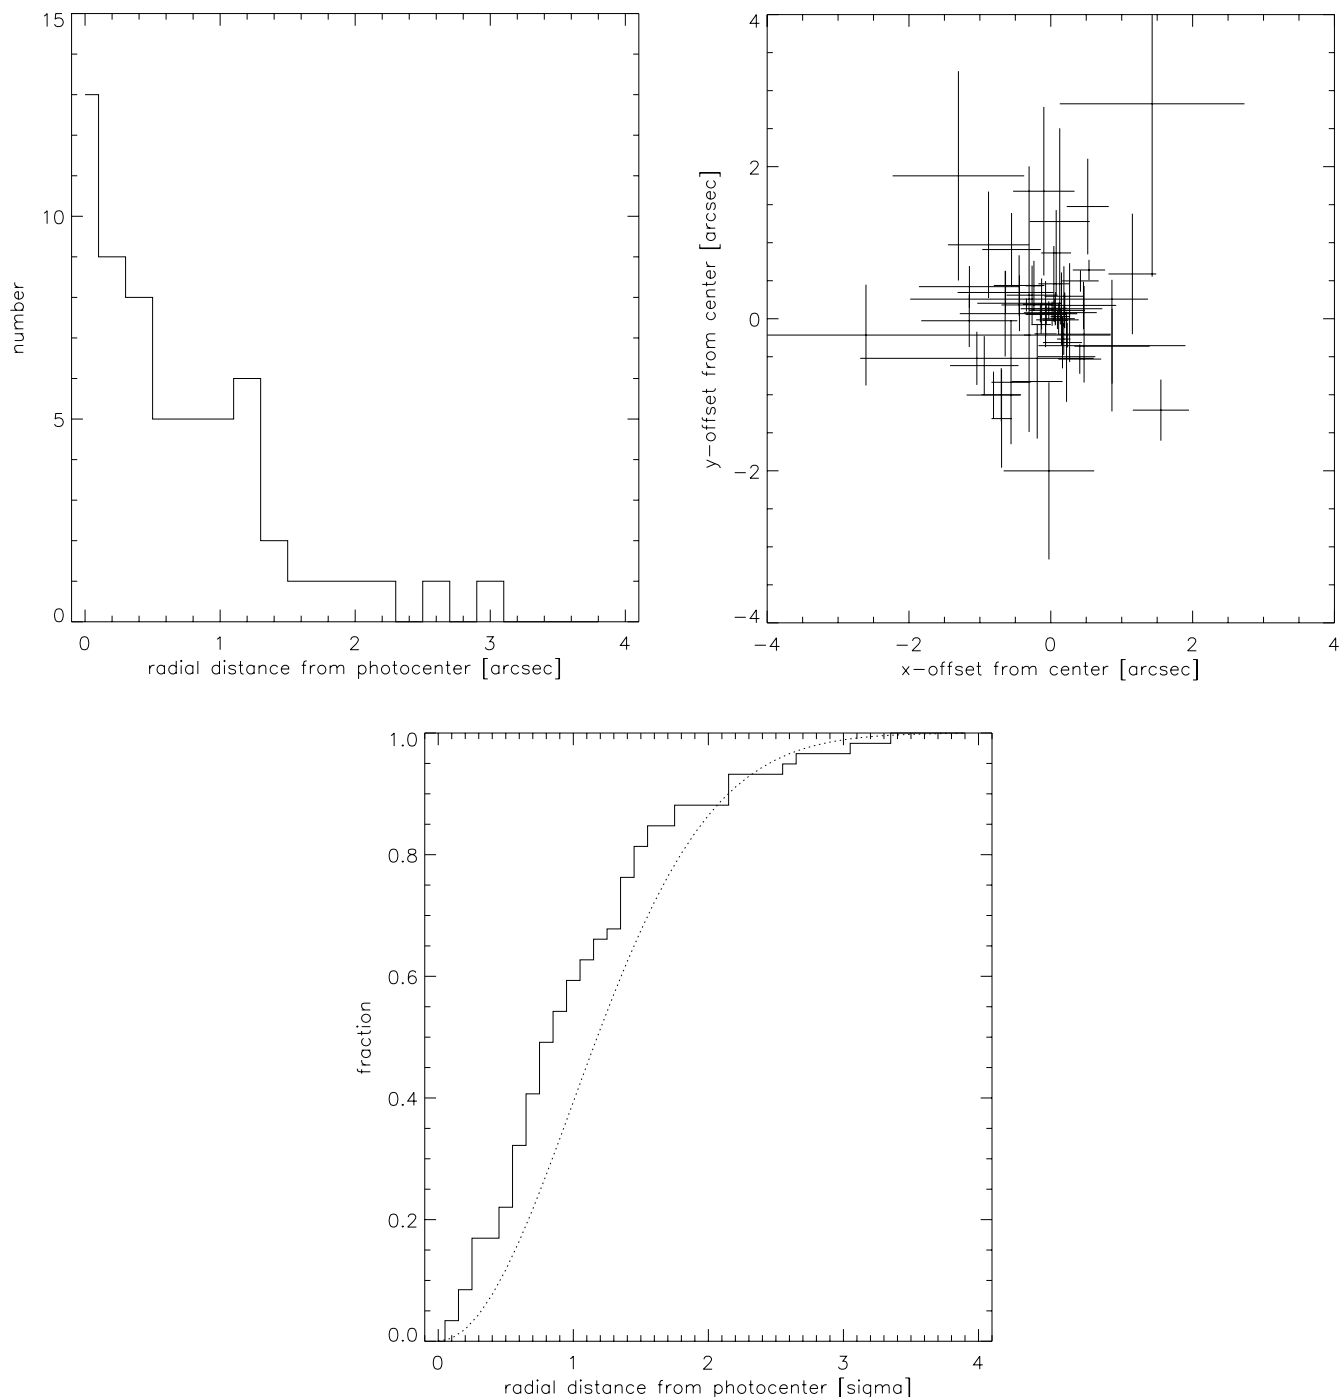 15
10
5
0
number
0 1 2 3 4
radial distance from photocenter [arcsec]
4
2
0
−2
−4
y−offset from center [arcsec]
−4 −2 0 2 4
x−offset from center [arcsec]
1.0
0.8
0.6
0.4
0.2
0.0
fraction
0 1 2 3 4
radial distance from photocenter [sigma]